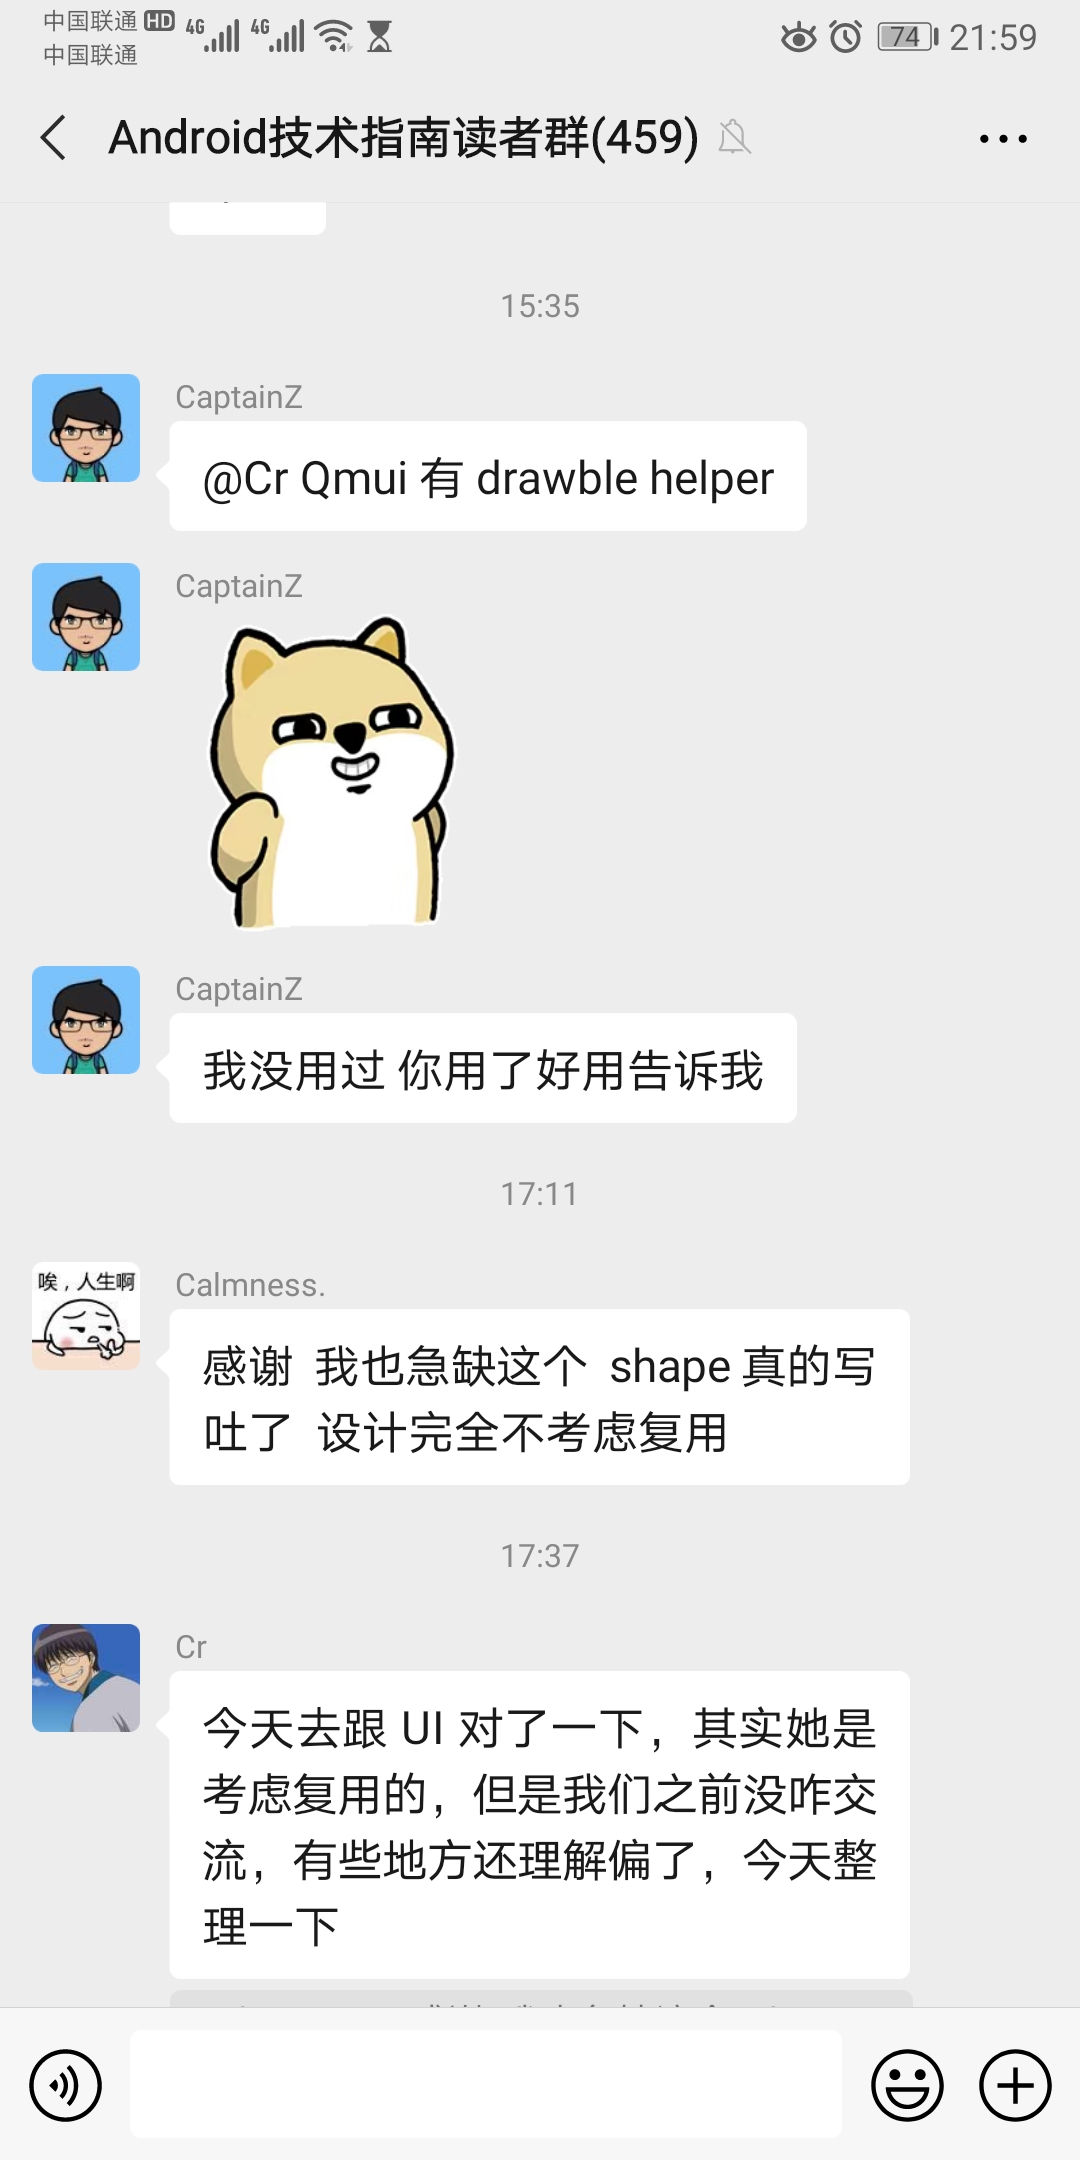 中国联通 HD 4G 4G 74 21:59
中国联通
Android技术指南读者群(459)
15:35
CaptainZ
@Cr Qmui 有 drawble helper
CaptainZ
CaptainZ
我没用过 你用了好用告诉我
17:11
唉，人生啊
Calmness.
感谢 我也急缺这个 shape 真的写
吐了 设计完全不考虑复用
17:37
Cr
今天去跟 UI 对了一下，其实她是
考虑复用的，但是我们之前没咋交
流，有些地方还理解偏了，今天整
理一下